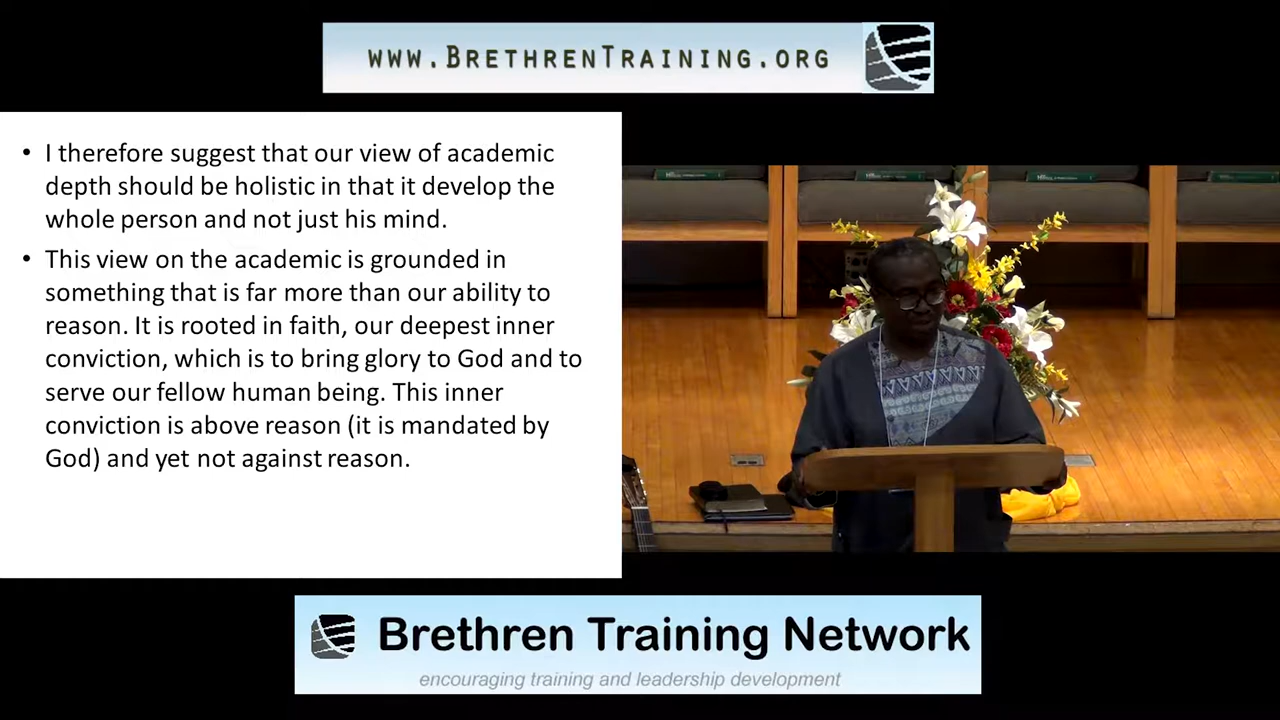 www.BrethrenTraining.org
• I therefore suggest that our view of academic
depth should be holistic in that it develop the
whole person and not just his mind.
• This view on the academic is grounded in
something that is far more than our ability to
reason. It is rooted in faith, our deepest inner
conviction, which is to bring glory to God and to
serve our fellow human being. This inner
conviction is above reason (it is mandated by
God) and yet not against reason.
Brethren Training Network
encouraging training and leadership development